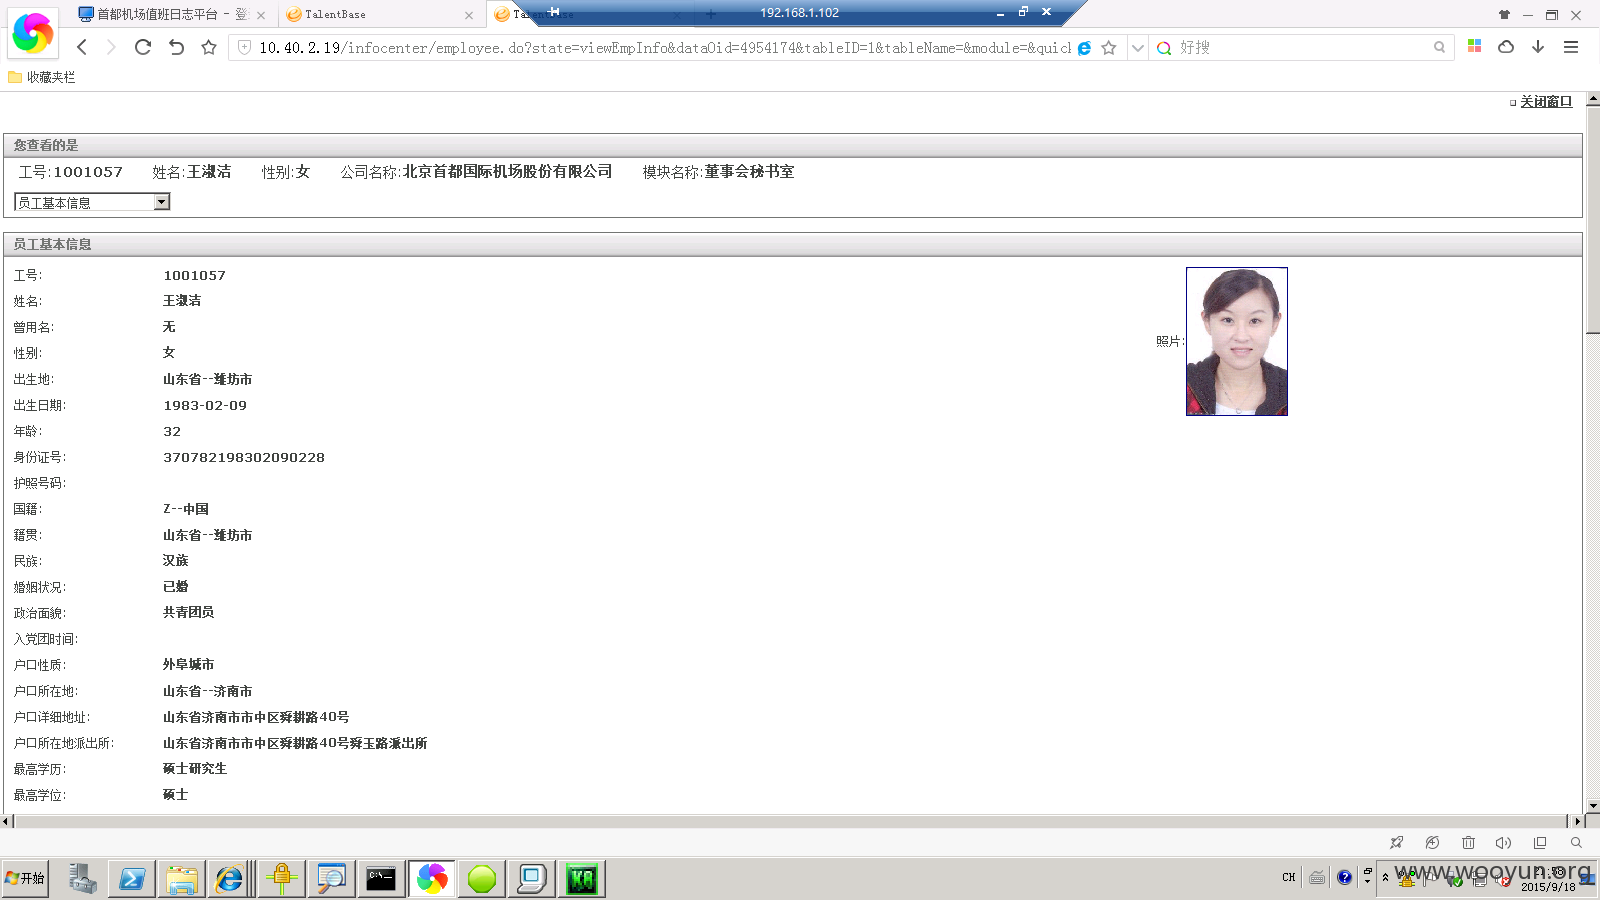 首都机场值班日志平台 - 登
TalentBase
TalentBase
192.168.1.102
10.40.2.19/infocenter/employee.do?state=viewEmpInfo&dataOid=4954174&tableID=1&tableName=&module=&quick
好搜
收藏夹栏
关闭窗口
您查看的是
工号:1001057 姓名:王淑洁 性别:女 公司名称:北京首都国际机场股份有限公司 模块名称:董事会秘书室
员工基本信息
员工基本信息
工号: 1001057
姓名: 王淑洁
曾用名: 无
性别: 女
照片:
出生地: 山东省--潍坊市
出生日期: 1983-02-09
年龄: 32
身份证号: 370782198302090228
护照号码:
国籍: Z--中国
籍贯: 山东省--潍坊市
民族: 汉族
婚姻状况: 已婚
政治面貌: 共青团员
入党团时间:
户口性质: 外阜城市
户口所在地: 山东省--济南市
户口详细地址: 山东省济南市市中区舜耕路40号
户口所在地派出所: 山东省济南市市中区舜耕路40号舜玉路派出所
最高学历: 硕士研究生
最高学位: 硕士
开始
CH
www.wooyun.org
2015/9/18